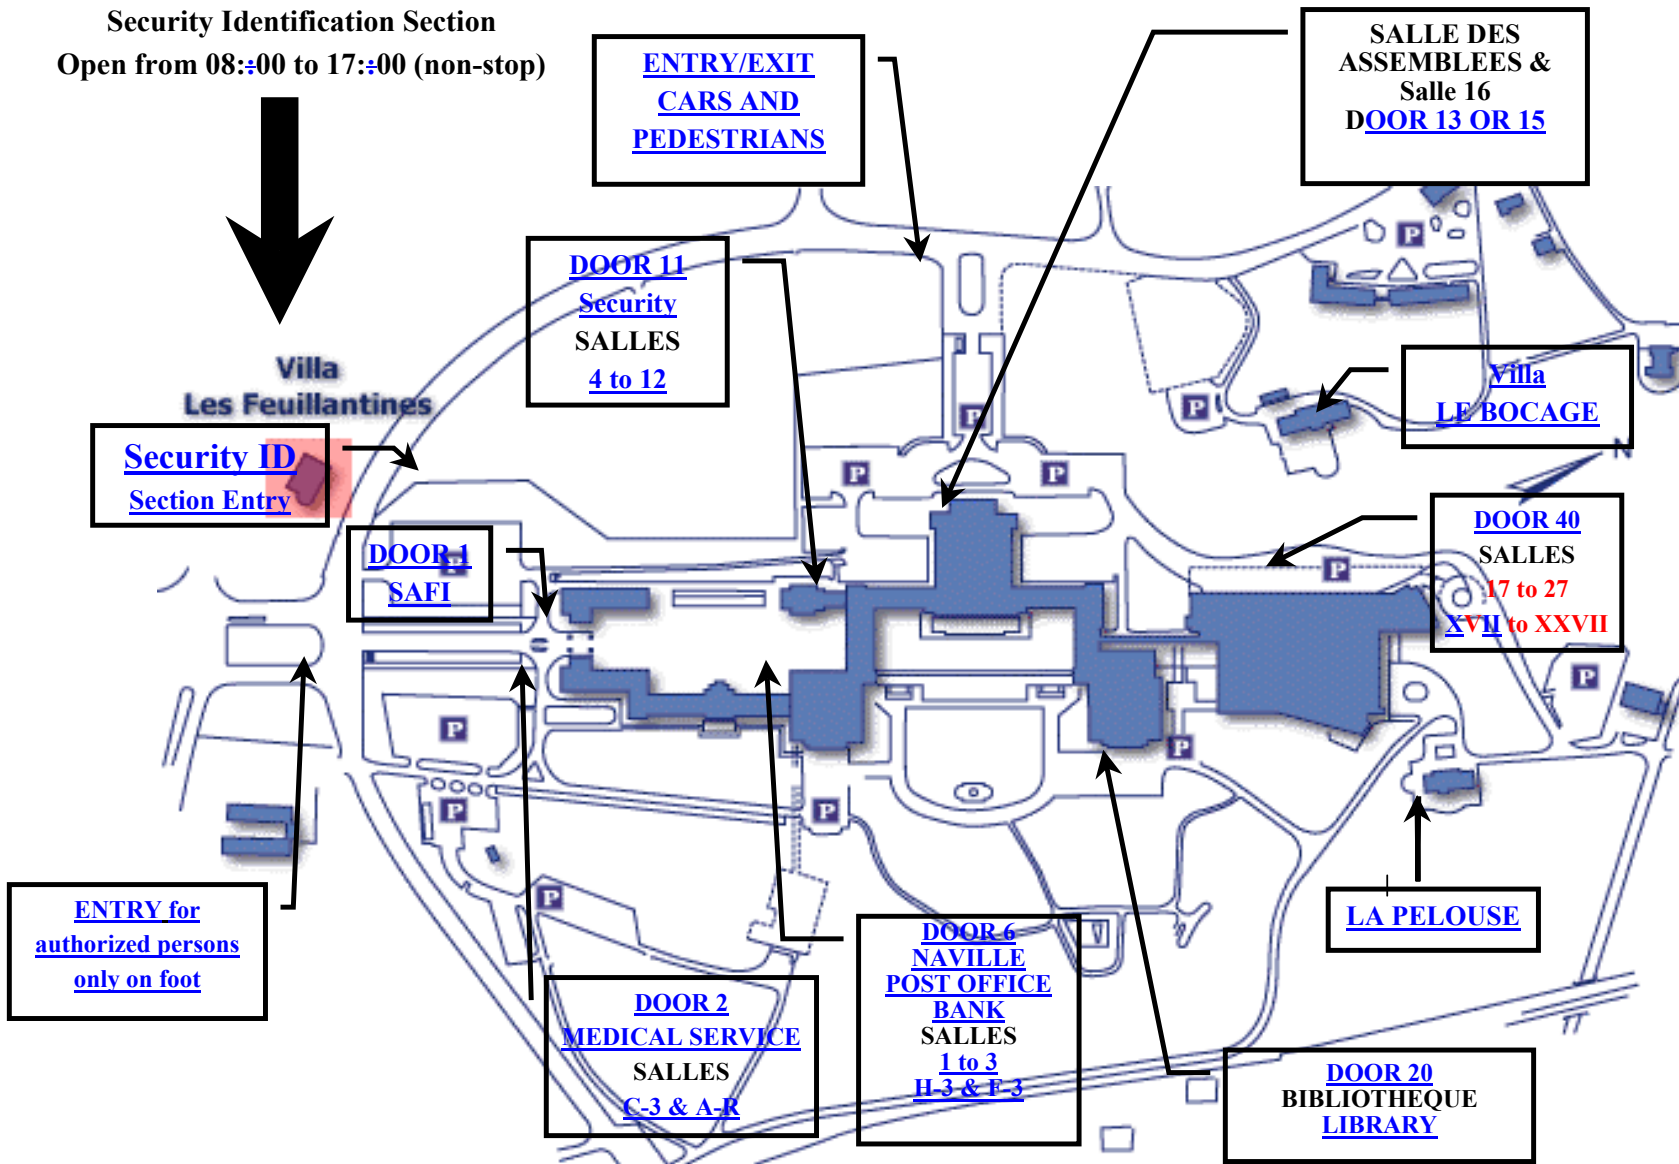 Security Identification Section
Open from 08::00 to 17::00 (non-stop)
ENTRY/EXIT
CARS AND
PEDESTRIANS
SALLE DES
ASSEMBLEES &
Salle 16
DOOR 13 OR 15
DOOR 11
Security
SALLES
4 to 12
Villa
Les Feuillantines
Security ID
Section Entry
Villa
LE BOCAGE
N
DOOR 1
SAFI
DOOR 40
SALLES
17 to 27
XVII to XXVII
P
P
P
P
P
P
P
P
P
P
P
P
P
P
ENTRY for
authorized persons
only on foot
DOOR 2
MEDICAL SERVICE
SALLES
C-3 & A-R
DOOR 6
NAVILLE
POST OFFICE
BANK
SALLES
1 to 3
H-3 & F-3
LA PELOUSE
DOOR 20
BIBLIOTHEQUE
LIBRARY